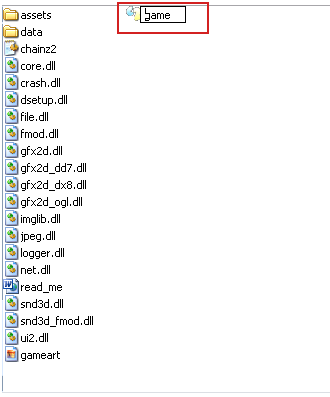 assets
data
chainz2
core.dll
crash.dll
dsetup.dll
file.dll
fmod.dll
gfx2d.dll
gfx2d_dd7.dll
gfx2d_dx8.dll
gfx2d_ogl.dll
imglib.dll
jpeg.dll
logger.dll
net.dll
read_me
snd3d.dll
snd3d_fmod.dll
ui2.dll
gameart
game